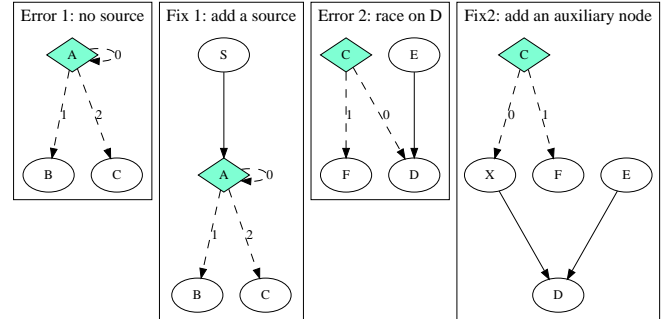 Error 1: no source
A
0
1
2
B
C
Fix 1: add a source
S
A
0
1
2
B
C
Error 2: race on D
C
E
1
0
F
D
Fix2: add an auxiliary node
C
0
1
X
F
E
D